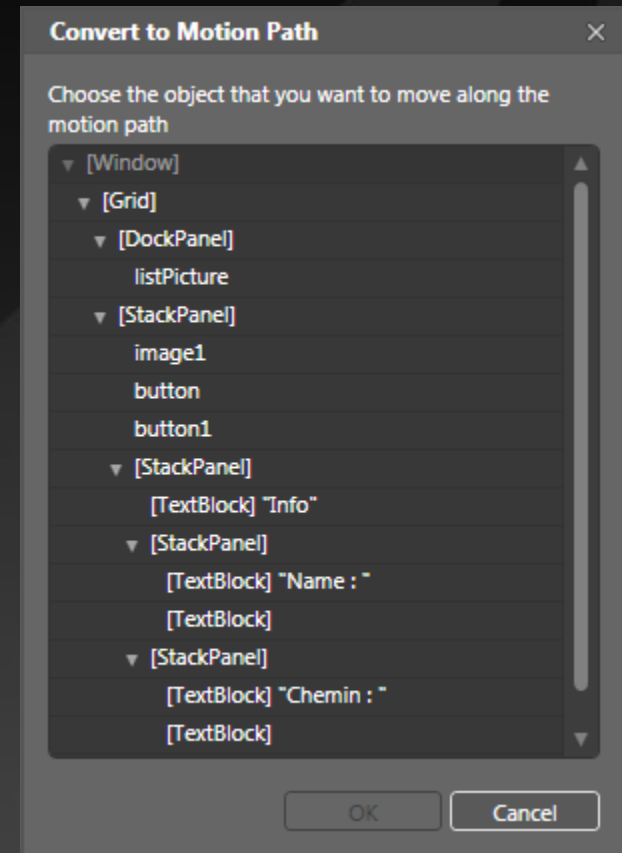 Convert to Motion Path
Choose the object that you want to move along the
motion path
[Window]
[Grid]
[DockPanel]
listPicture
[StackPanel]
image1
button
button1
[StackPanel]
[TextBlock] "Info"
[StackPanel]
[TextBlock] "Name : "
[TextBlock]
[StackPanel]
[TextBlock] "Chemin : "
[TextBlock]
OK Cancel